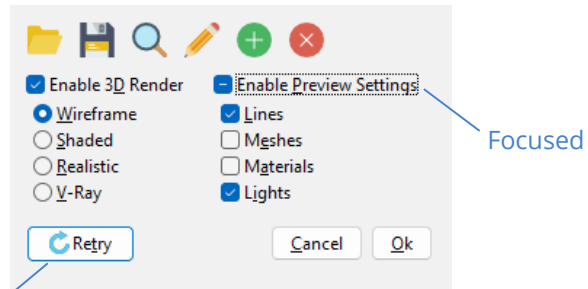 Enable 3D Render
Enable Preview Settings
Wireframe
Lines
Shaded
Meshes
Realistic
Materials
V-Ray
Lights
Focused
Retry
Cancel
Ok